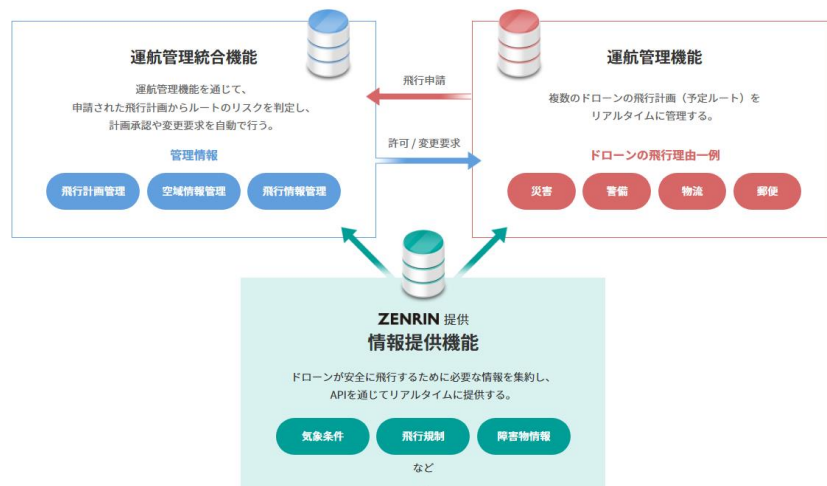 運航管理統合機能
運航管理機能を通じて、
申請された飛行計画からルートのリスクを判定し、
計画承認や変更要求を自動で行う。
管理情報
飛行計画管理
空域情報管理
飛行情報管理
飛行申請
許可 / 変更要求
運航管理機能
複数のドローンの飛行計画（予定ルート）を
リアルタイムに管理する。
ドローンの飛行理由一例
災害
警備
物流
郵便
ZENRIN 提供
情報提供機能
ドローンが安全に飛行するために必要な情報を集約し、
APIを通じてリアルタイムに提供する。
気象条件
飛行規制
障害物情報
など